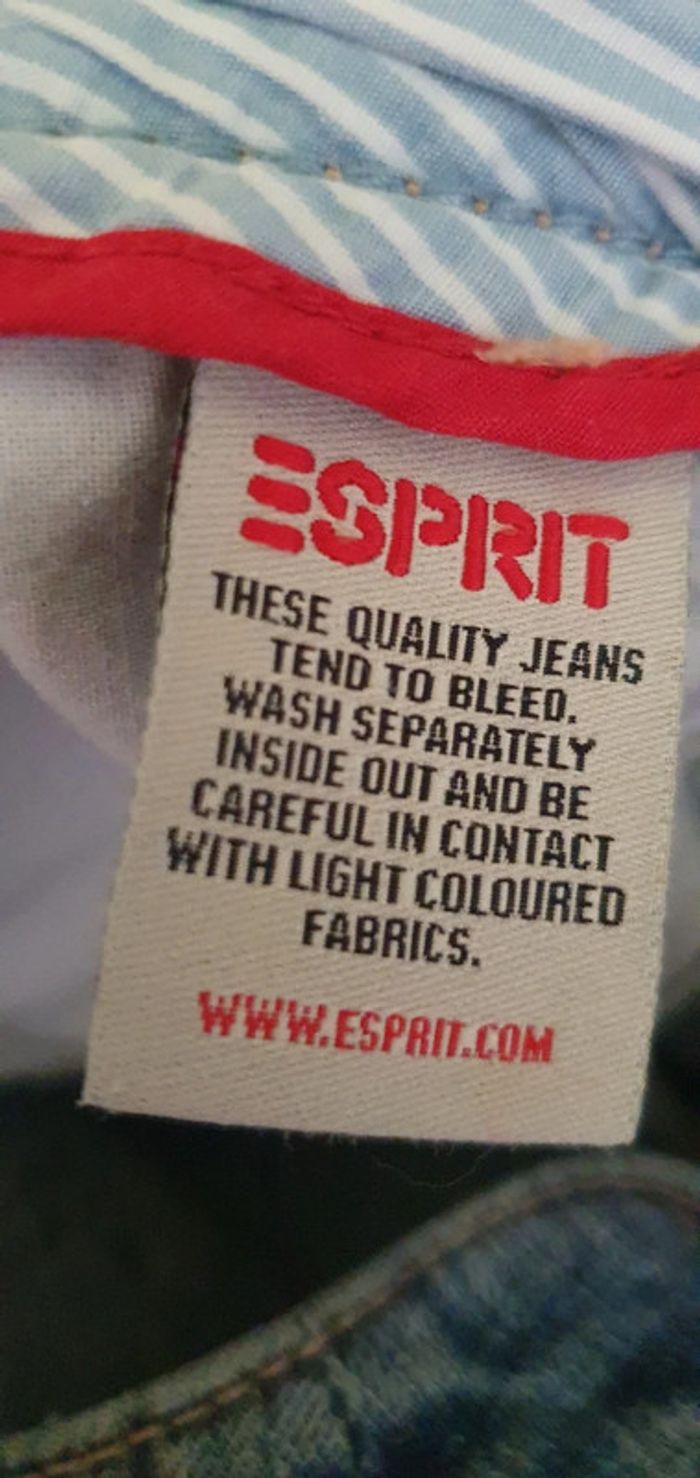 ESPRIT
THESE QUALITY JEANS
TEND TO BLEED.
WASH SEPARATELY
INSIDE OUT AND BE
CAREFUL IN CONTACT
WITH LIGHT COLOURED
FABRICS.
WWW.ESPRIT.COM